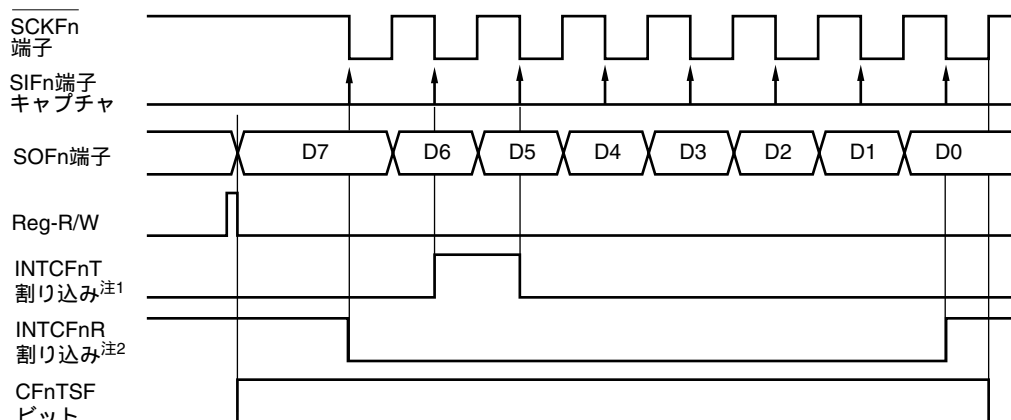 SCKFn
端子
SIFn端子
キャプチャ
SOFn端子 D7 D6 D5 D4 D3 D2 D1 D0
Reg-R/W
INTCFnT
割り込み注1
INTCFnR
割り込み注2
CFnTSF
ビット